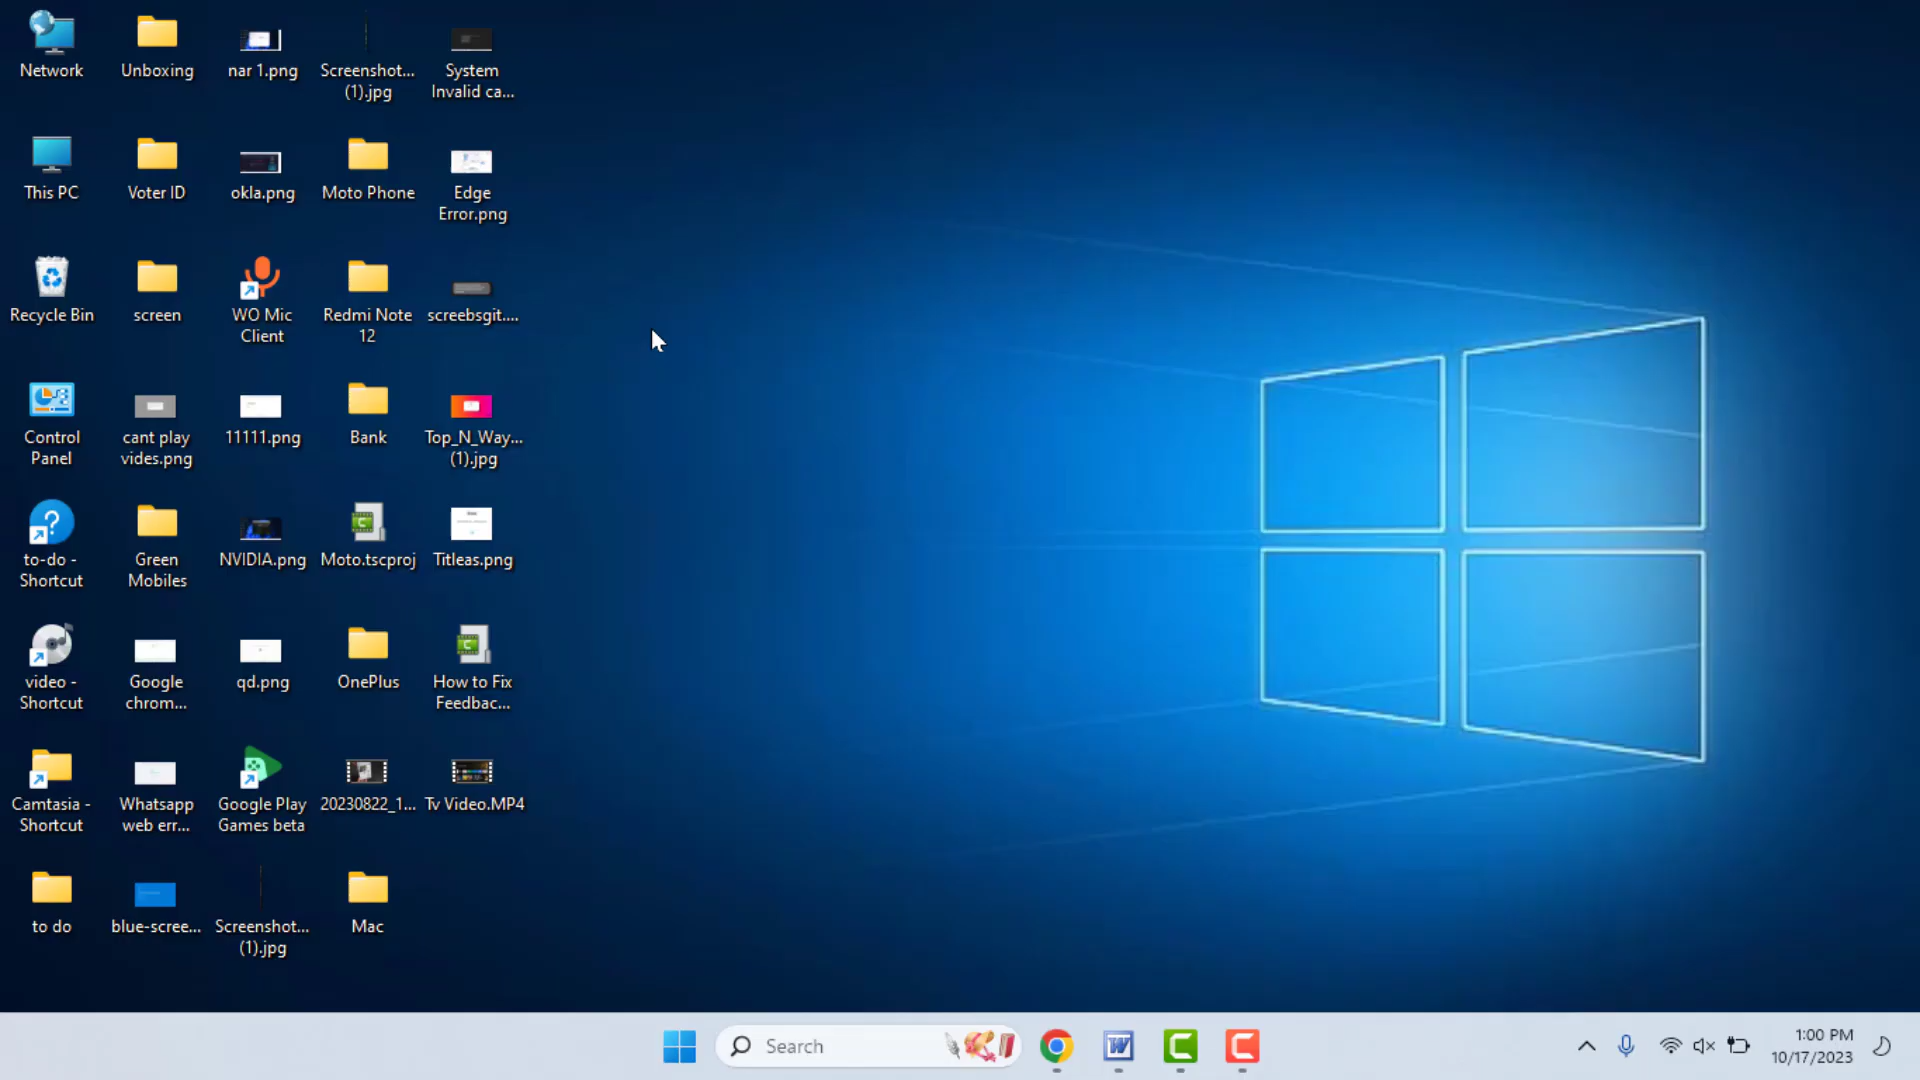 Network
Unboxing
nar 1.png
Screenshot...
(1).jpg
System
Invalid ca...
This PC
Voter ID
okla.png
Moto Phone
Edge
Error.png
Recycle Bin
screen
WO Mic
Client
Redmi Note
12
screebsgit....
Control
Panel
cant play
vides.png
11111.png
Bank
Top_N_Way...
(1).jpg
to-do -
Shortcut
Green
Mobiles
NVIDIA.png
Moto.tscproj
Titleas.png
video -
Shortcut
Google
chrom...
qd.png
OnePlus
How to Fix
Feedbac...
Camtasia -
Shortcut
Whatsapp
web err...
Google Play
Games beta
20230822_1...
Tv Video.MP4
to do
blue-scree...
Screenshot...
(1).jpg
Mac
Search
1:00 PM
10/17/2023